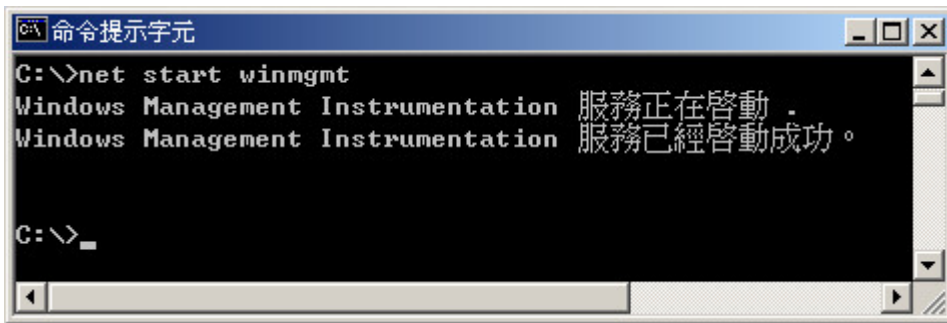 命令提示字元
C:\>net start winmgmt
Windows Management Instrumentation 服務正在啟動 .
Windows Management Instrumentation 服務已經啟動成功。
C:\>_